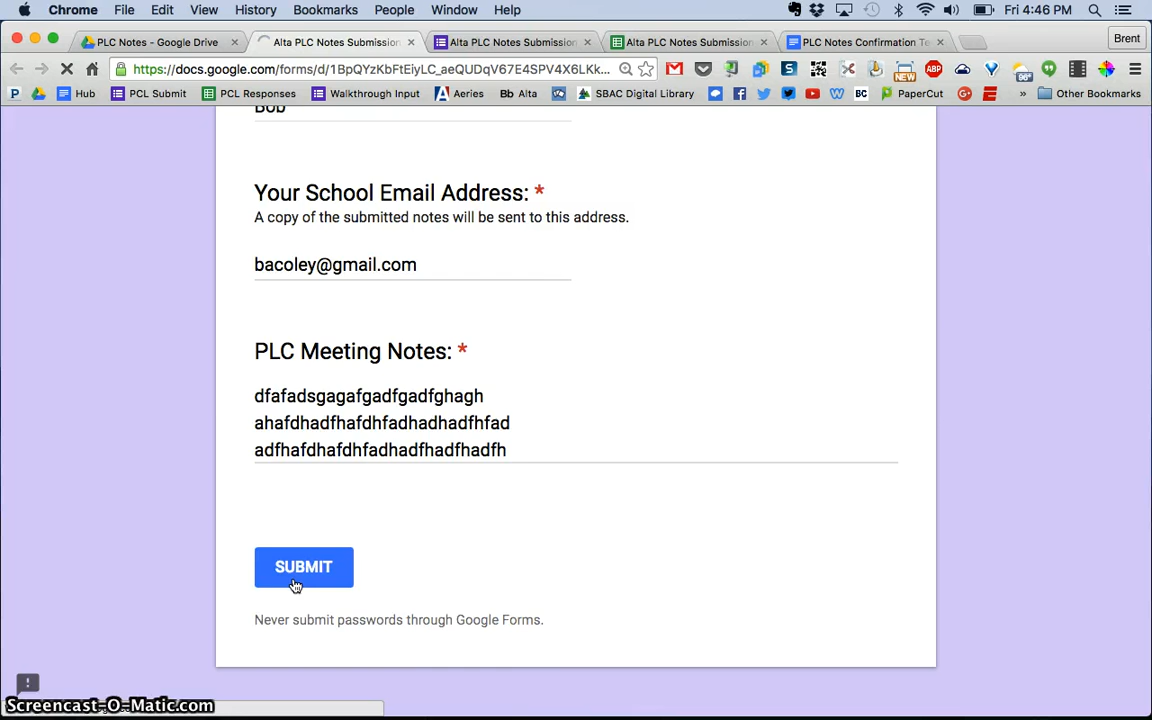 Chrome File Edit View History Bookmarks People Window Help Fri 4:46 PM
PLC Notes - Google Drive Alta PLC Notes Submission Alta PLC Notes Submission Alta PLC Notes Submission PLC Notes Confirmation Te Brent
https://docs.google.com/forms/d/1BpQYzKbFtEiyLC_aeQUDqV67E4SPV4X6LKk...
Hub PCL Submit PCL Responses Walkthrough Input Aeries Bb Alta SBAC Digital Library BC PaperCut » Other Bookmarks
Bob
Your School Email Address: *
A copy of the submitted notes will be sent to this address.
bacoley@gmail.com
PLC Meeting Notes: *
dfafadsgagafgadfgadfghagh
ahafdhadfhafdhfadhadhadfhfad
adfhafdhafdhfadhadfhadfhadfh
SUBMIT
Never submit passwords through Google Forms.
Screencast-O-Matic.com